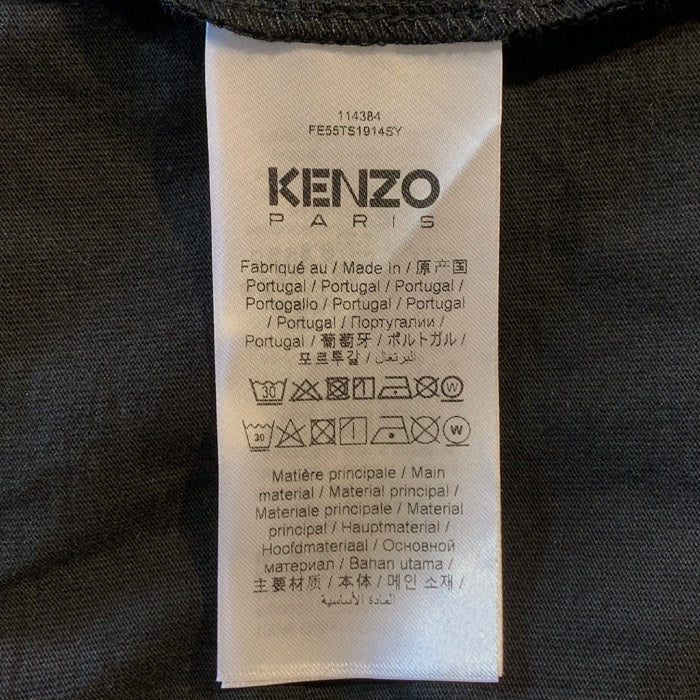 114384
FE55TS1914SY
KENZO
PARIS
Fabriqué au / Made In / 原产国
Portugal / Portugal / Portugal /
Portogallo / Portugal / Portugal
/ Portugal / Португалии /
Portugal / 葡萄牙 / ポルトガル /
포르투갈 / البرتغال
30 W
30 W
Matière principale / Main
material / Material principal /
Materiale principale / Material
principal / Hauptmaterial /
Hoofdmateriaal / Основной
материал / Bahan utama /
主要材质 / 本体 / 메인 소재 /
المادة الأساسية